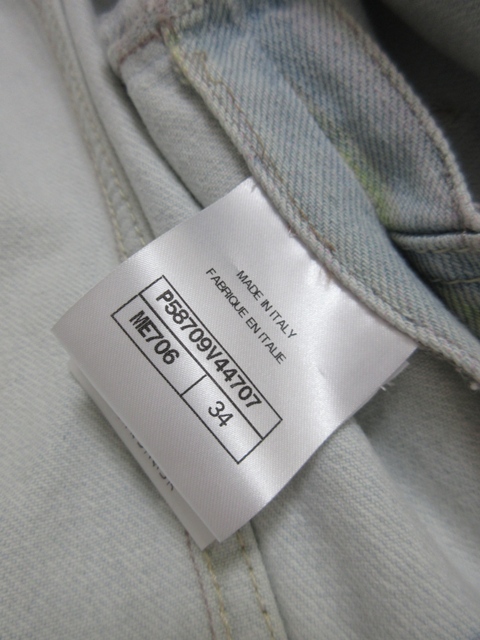 MADE IN ITALY
FABRIQUE EN ITALIE
P58709V44707
ME706 34